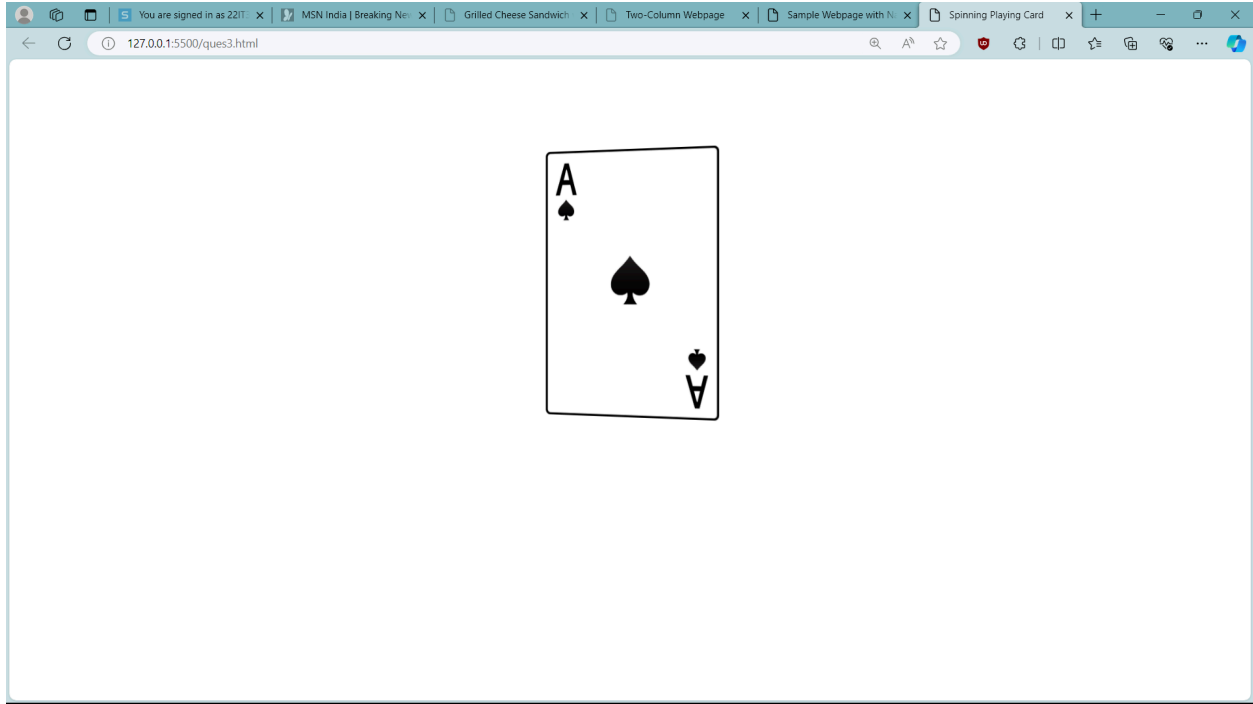 You are signed in as 22IT
MSN India | Breaking Nev
Grilled Cheese Sandwich
Two-Column Webpage
Sample Webpage with N
Spinning Playing Card
127.0.0.1:5500/ques3.html
A
A